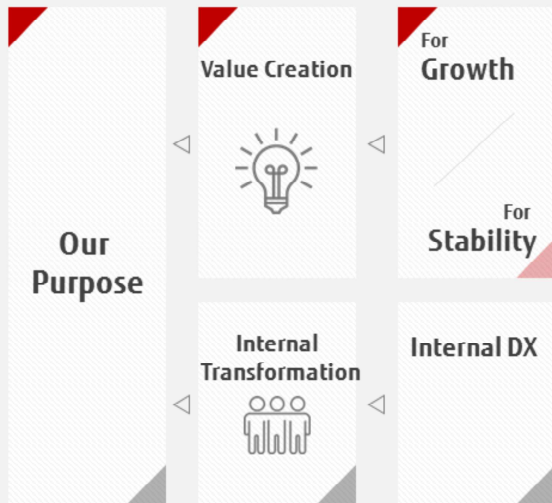 Our
Purpose
Value Creation
For
Growth
For
Stability
Internal
Transformation
Internal DX